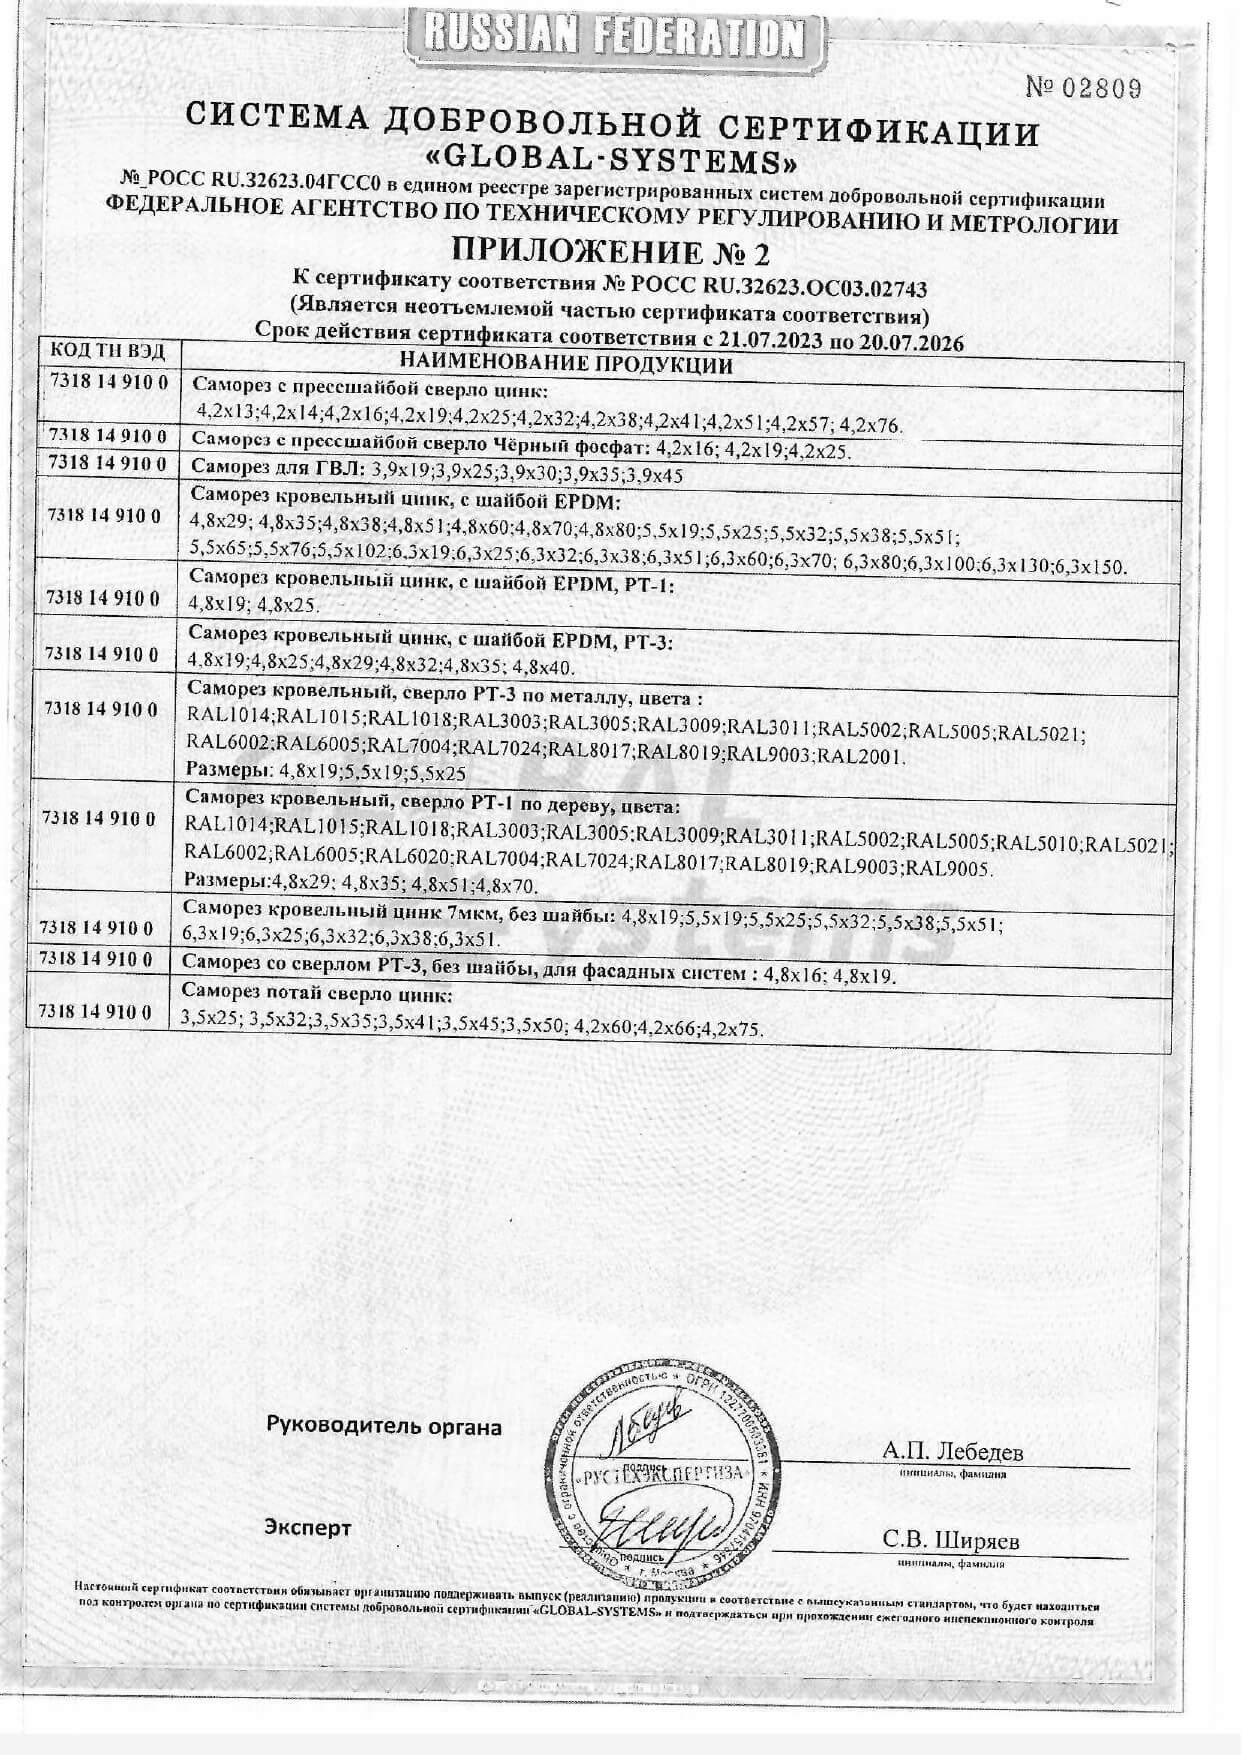 RUSSIAN FEDERATION
№ 02809
СИСТЕМА ДОБРОВОЛЬНОЙ СЕРТИФИКАЦИИ
«GLOBAL-SYSTEMS»
№ РОСС RU.32623.04ГСС0 в едином реестре зарегистрированных систем добровольной сертификации
ФЕДЕРАЛЬНОЕ АГЕНТСТВО ПО ТЕХНИЧЕСКОМУ РЕГУЛИРОВАНИЮ И МЕТРОЛОГИИ
ПРИЛОЖЕНИЕ № 2
К сертификату соответствия № РОСС RU.32623.ОС03.02743
(Является неотъемлемой частью сертификата соответствия)
Срок действия сертификата соответствия с 21.07.2023 по 20.07.2026
КОД ТН ВЭД НАИМЕНОВАНИЕ ПРОДУКЦИИ
7318 14 910 0 Саморез с прессшайбой сверло цинк:
4,2х13;4,2х14;4,2х16;4,2х19;4,2х25;4,2х32;4,2х38;4,2х41;4,2х51;4,2х57; 4,2х76.
7318 14 910 0 Саморез с прессшайбой сверло Чёрный фосфат: 4,2х16; 4,2х19;4,2х25.
7318 14 910 0 Саморез для ГВЛ: 3,9х19;3,9х25;3,9х30;3,9х35;3,9х45
Саморез кровельный цинк, с шайбой EPDM:
7318 14 910 0 4,8х29; 4,8х35;4,8х38;4,8х51;4,8х60;4,8х70;4,8х80;5,5х19;5,5х25;5,5х32;5,5х38;5,5х51;
5,5х65;5,5х76;5,5х102;6,3х19;6,3х25;6,3х32;6,3х38;6,3х51;6,3х60;6,3х70; 6,3х80;6,3х100;6,3х130;6,3х150.
Саморез кровельный цинк, с шайбой EPDM, РТ-1:
7318 14 910 0 4,8х19; 4,8х25.
Саморез кровельный цинк, с шайбой EPDM, РТ-3:
7318 14 910 0 4,8х19;4,8х25;4,8х29;4,8х32;4,8х35; 4,8х40.
Саморез кровельный, сверло РТ-3 по металлу, цвета :
7318 14 910 0 RAL1014;RAL1015;RAL1018;RAL3003;RAL3005;RAL3009;RAL3011;RAL5002;RAL5005;RAL5021;
RAL6002;RAL6005;RAL7004;RAL7024;RAL8017;RAL8019;RAL9003;RAL2001.
Размеры: 4,8х19;5,5х19;5,5х25
Саморез кровельный, сверло РТ-1 по дереву, цвета:
7318 14 910 0 RAL1014;RAL1015;RAL1018;RAL3003;RAL3005;RAL3009;RAL3011;RAL5002;RAL5005;RAL5010;RAL5021;
RAL6002;RAL6005;RAL6020;RAL7004;RAL7024;RAL8017;RAL8019;RAL9003;RAL9005.
Размеры:4,8х29; 4,8х35; 4,8х51;4,8х70.
Саморез кровельный цинк 7мкм, без шайбы: 4,8х19;5,5х19;5,5х25;5,5х32;5,5х38;5,5х51;
7318 14 910 0 6,3х19;6,3х25;6,3х32;6,3х38;6,3х51.
7318 14 910 0 Саморез со сверлом РТ-3, без шайбы, для фасадных систем : 4,8х16; 4,8х19.
Саморез потай сверло цинк:
7318 14 910 0 3,5х25; 3,5х32;3,5х35;3,5х41;3,5х45;3,5х50; 4,2х60;4,2х66;4,2х75.
Руководитель органа
подпись
А.П. Лебедев
инициалы, фамилия
«РУСТЕХЭКСПЕРТИЗА»
Эксперт
подпись
С.В. Ширяев
инициалы, фамилия
Настоящий сертификат соответствия обязывает организацию поддерживать выпуск (реализацию) продукции в соответствие с вышеуказанным стандартом, что будет находиться
под контролем органа по сертификации системы добровольной сертификации «GLOBAL-SYSTEMS» и подтверждаться при прохождении ежегодного инспекционного контроля